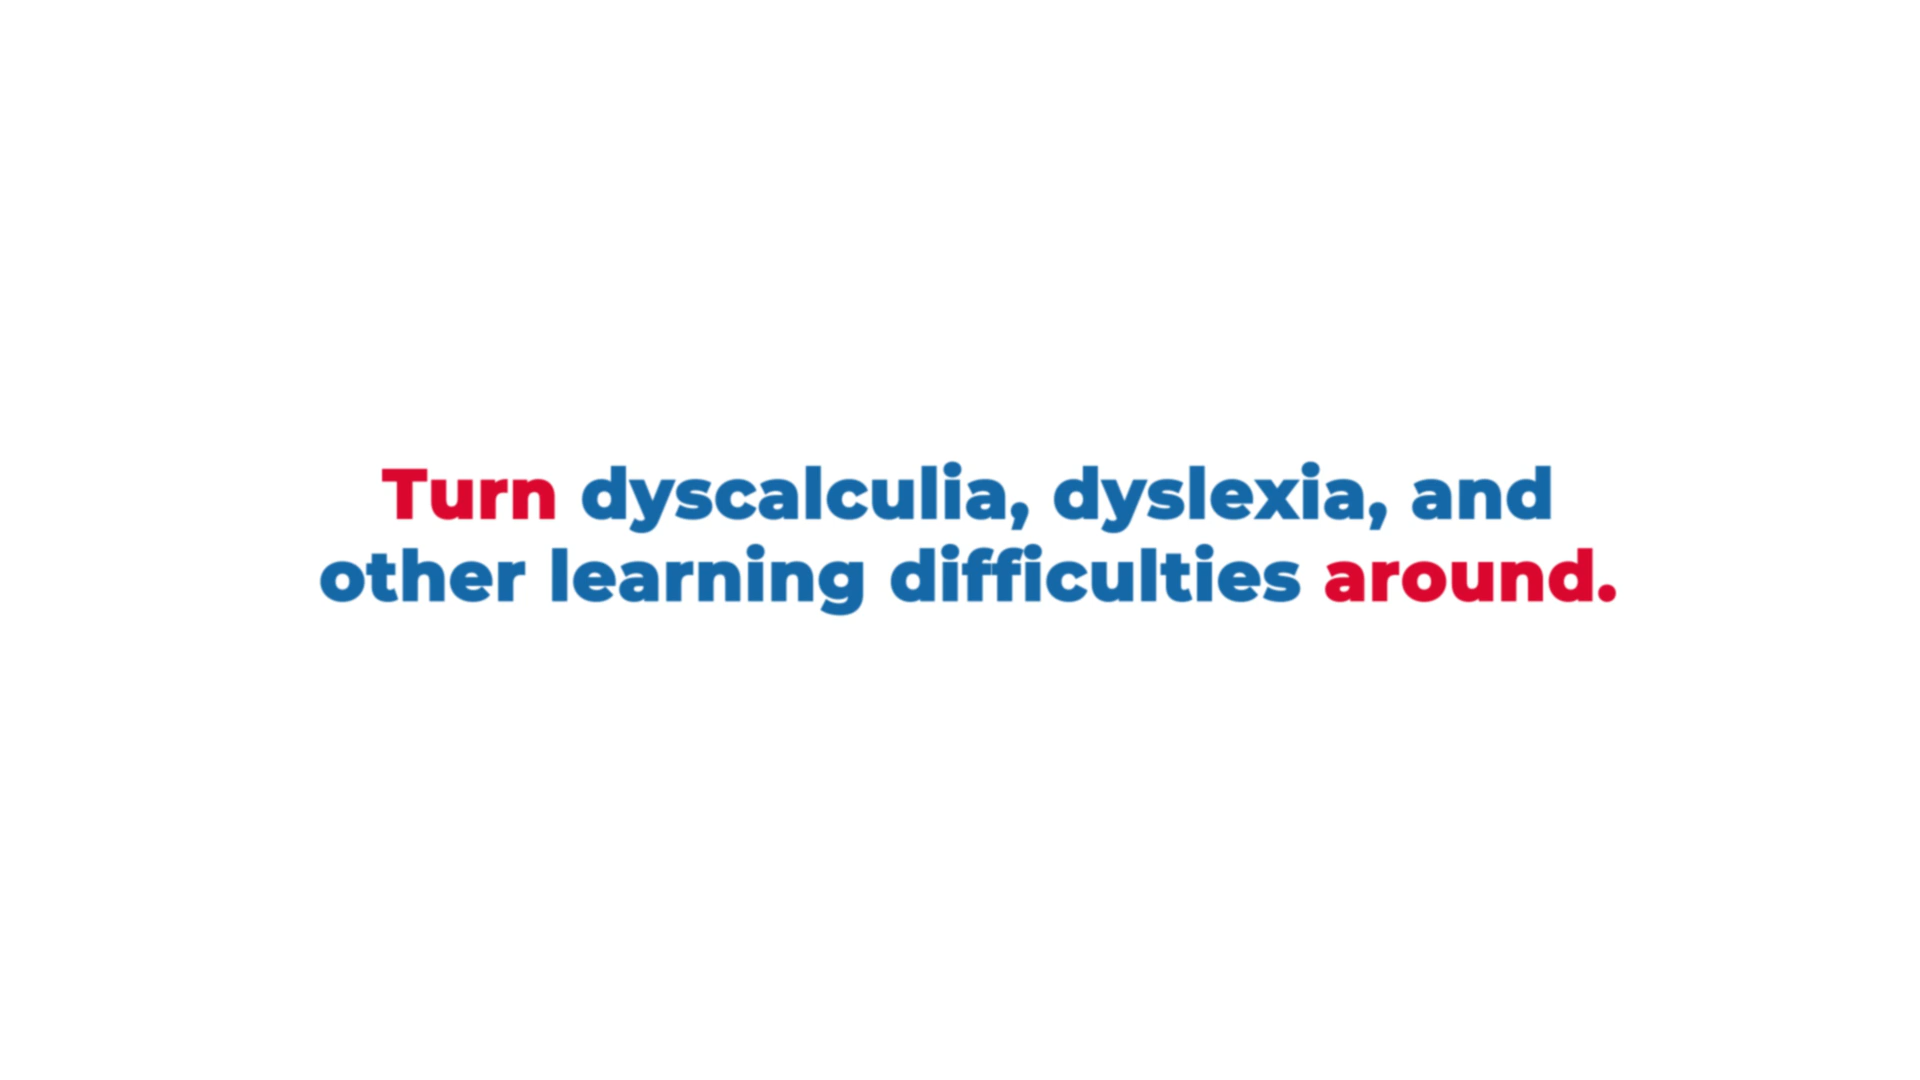 Turn dyscalculia, dyslexia, and
other learning difficulties around.